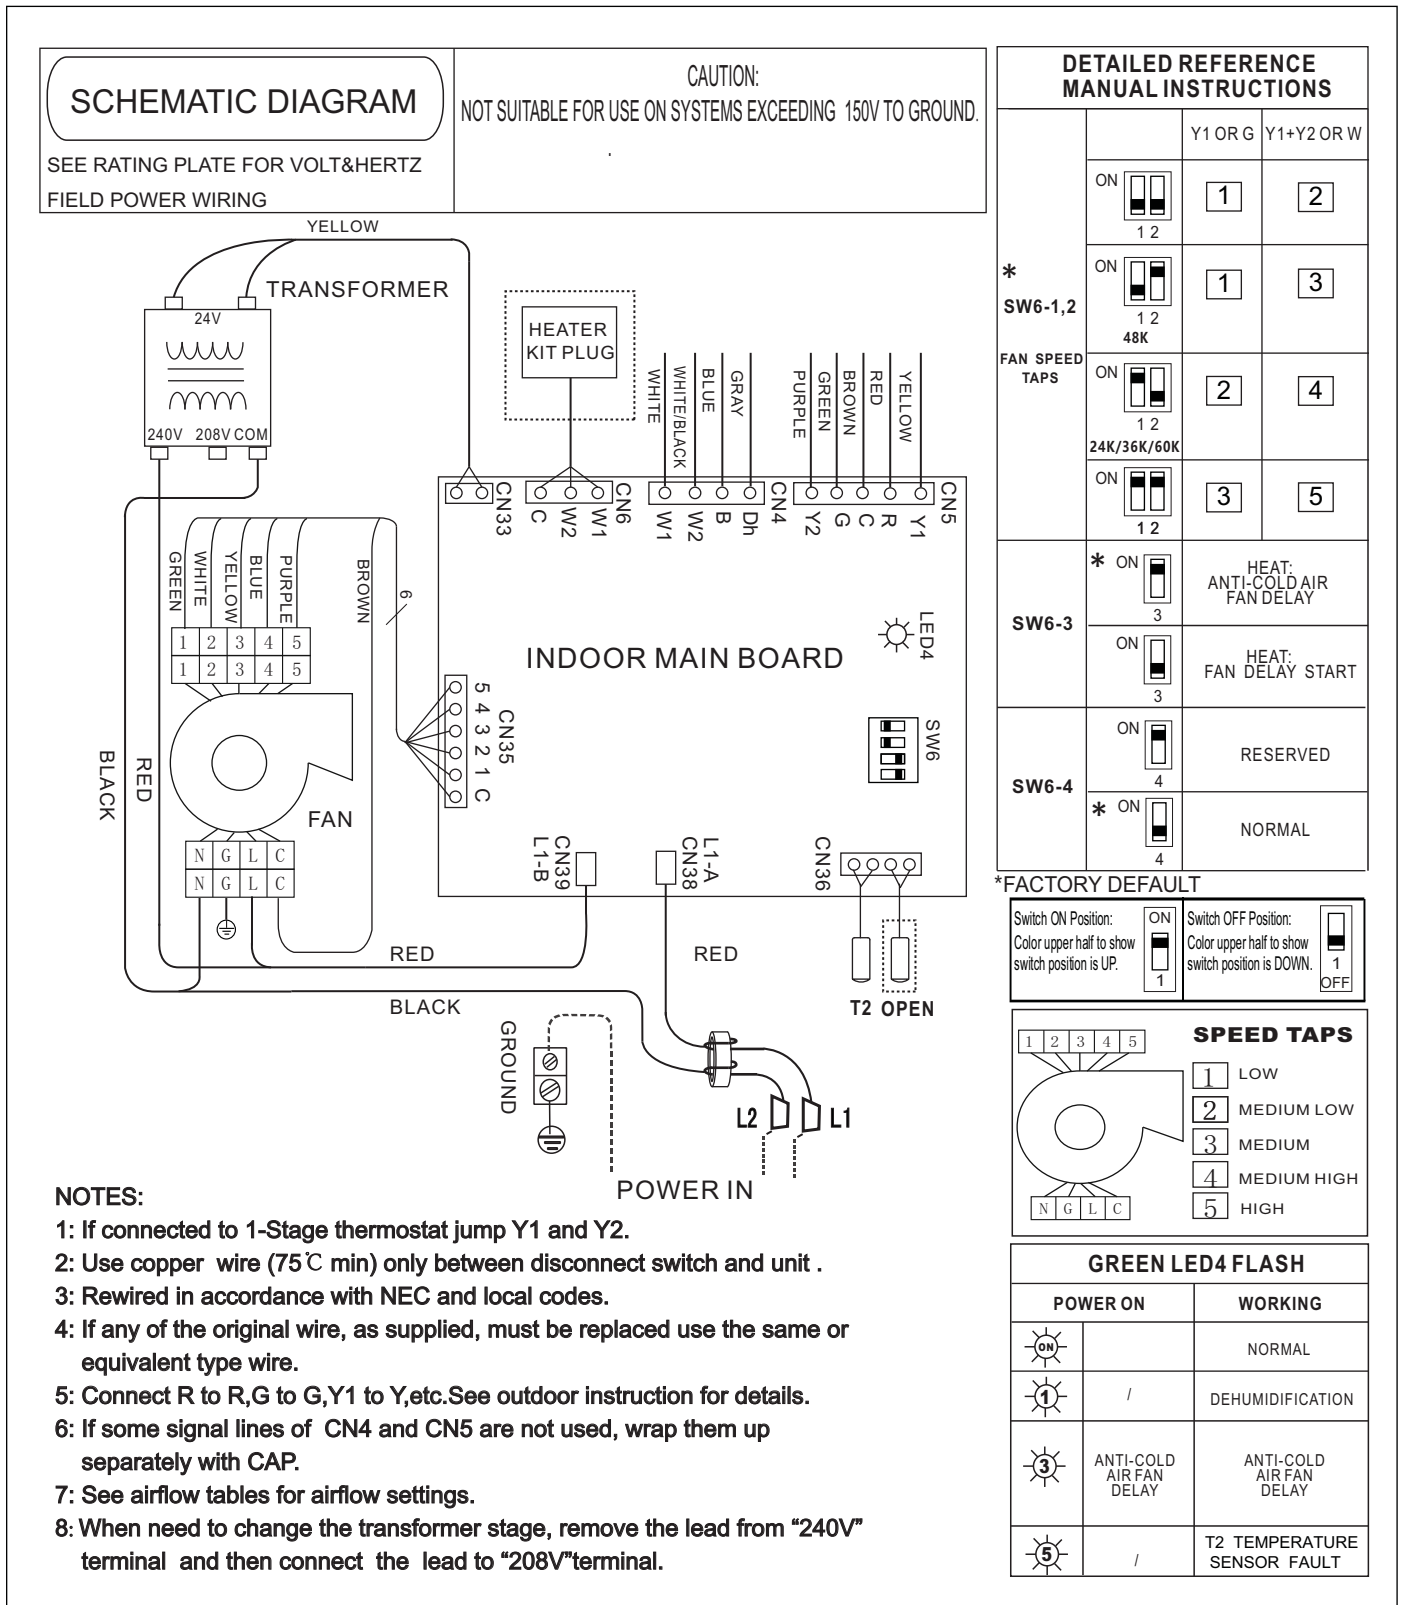 SCHEMATIC DIAGRAM
SEE RATING PLATE FOR VOLT&HERTZ
FIELD POWER WIRING
CAUTION:
NOT SUITABLE FOR USE ON SYSTEMS EXCEEDING 150V TO GROUND.
YELLOW
TRANSFORMER
24V
240V 208V COM
HEATER
KIT PLUG
WHITE
WHITE/BLACK
BLUE
GRAY
PURPLE
GREEN
BROWN
RED
YELLOW
CN33
C
W2
W1
CN6
W1
W2
B
Dh
CN4
Y2
G
C
R
Y1
CN5
GREEN
WHITE
YELLOW
BLUE
PURPLE
BROWN
6
1 2 3 4 5
1 2 3 4 5
FAN
N G L C
N G L C
BLACK
RED
INDOOR MAIN BOARD
LED4
SW6
5 4 3 2 1 C
CN35
L1-B
CN39
L1-A
CN38
CN36
RED
RED
BLACK
T2 OPEN
GROUND
L2
L1
POWER IN
NOTES:
1: If connected to 1-Stage thermostat jump Y1 and Y2.
2: Use copper wire (75℃ min) only between disconnect switch and unit .
3: Rewired in accordance with NEC and local codes.
4: If any of the original wire, as supplied, must be replaced use the same or
equivalent type wire.
5: Connect R to R,G to G,Y1 to Y,etc.See outdoor instruction for details.
6: If some signal lines of CN4 and CN5 are not used, wrap them up
separately with CAP.
7: See airflow tables for airflow settings.
8: When need to change the transformer stage, remove the lead from “240V”
terminal and then connect the lead to “208V”terminal.
DETAILED REFERENCE
MANUAL INSTRUCTIONS
Y1 OR G Y1+Y2 OR W
*
SW6-1,2
FAN SPEED
TAPS
ON
1 2
1 2
ON
1 2
48K
1 3
ON
1 2
24K/36K/60K
2 4
ON
1 2
3 5
SW6-3
* ON
3
HEAT:
ANTI-COLD AIR
FAN DELAY
ON
3
HEAT:
FAN DELAY START
SW6-4
ON
4
RESERVED
* ON
4
NORMAL
*FACTORY DEFAULT
Switch ON Position:
Color upper half to show
switch position is UP.
ON
1
Switch OFF Position:
Color upper half to show
switch position is DOWN.
1
OFF
1 2 3 4 5
N G L C
SPEED TAPS
1 LOW
2 MEDIUM LOW
3 MEDIUM
4 MEDIUM HIGH
5 HIGH
GREEN LED4 FLASH
POWER ON WORKING
ON NORMAL
1 / DEHUMIDIFICATION
3
ANTI-COLD
AIR FAN
DELAY
ANTI-COLD
AIR FAN
DELAY
5 /
T2 TEMPERATURE
SENSOR FAULT